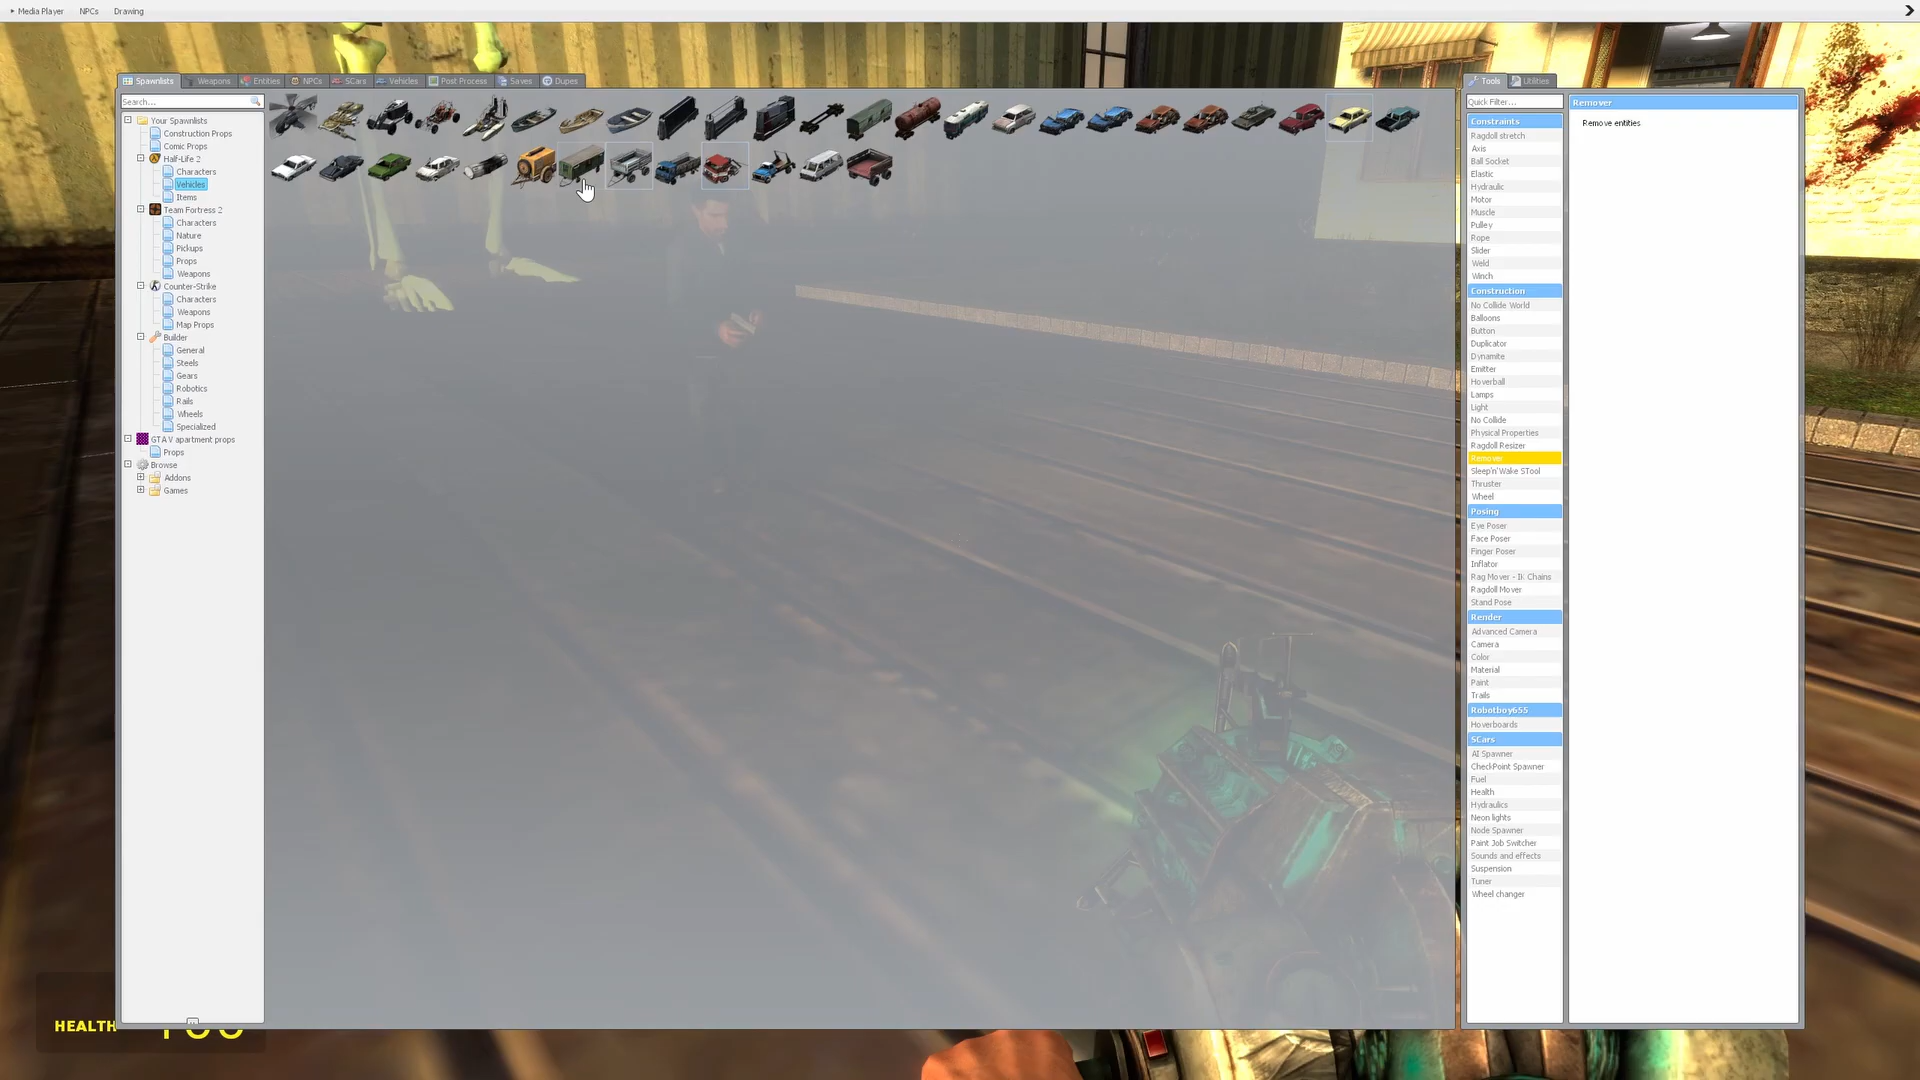 Media Player NPCs Drawing
Spawnlists Weapons Entities NPCs SCars Vehicles Post Process Saves Dupes
Search...
Your Spawnlists
Construction Props
Comic Props
Half-Life 2
Characters
Vehicles
Items
Team Fortress 2
Characters
Nature
Pickups
Props
Weapons
Counter-Strike
Characters
Weapons
Map Props
Builder
General
Steels
Gears
Robotics
Rails
Wheels
Specialized
GTA V apartment props
Props
Browse
Addons
Games
Tools Utilities
Quick Filter...
Constraints
Ragdoll stretch
Axis
Ball Socket
Elastic
Hydraulic
Motor
Muscle
Pulley
Rope
Slider
Weld
Winch
Construction
No Collide World
Balloons
Button
Duplicator
Dynamite
Emitter
Hoverball
Lamps
Light
No Collide
Physical Properties
Ragdoll Resizer
Remover
Sleep'n'Wake STool
Thruster
Wheel
Posing
Eye Poser
Face Poser
Finger Poser
Inflator
Rag Mover - IK Chains
Ragdoll Mover
Stand Pose
Render
Advanced Camera
Camera
Color
Material
Paint
Trails
Robotboy655
Hoverboards
SCars
AI Spawner
CheckPoint Spawner
Fuel
Health
Hydraulics
Neon lights
Node Spawner
Paint Job Switcher
Sounds and effects
Suspension
Tuner
Wheel changer
Remover
Remove entities
HEALTH